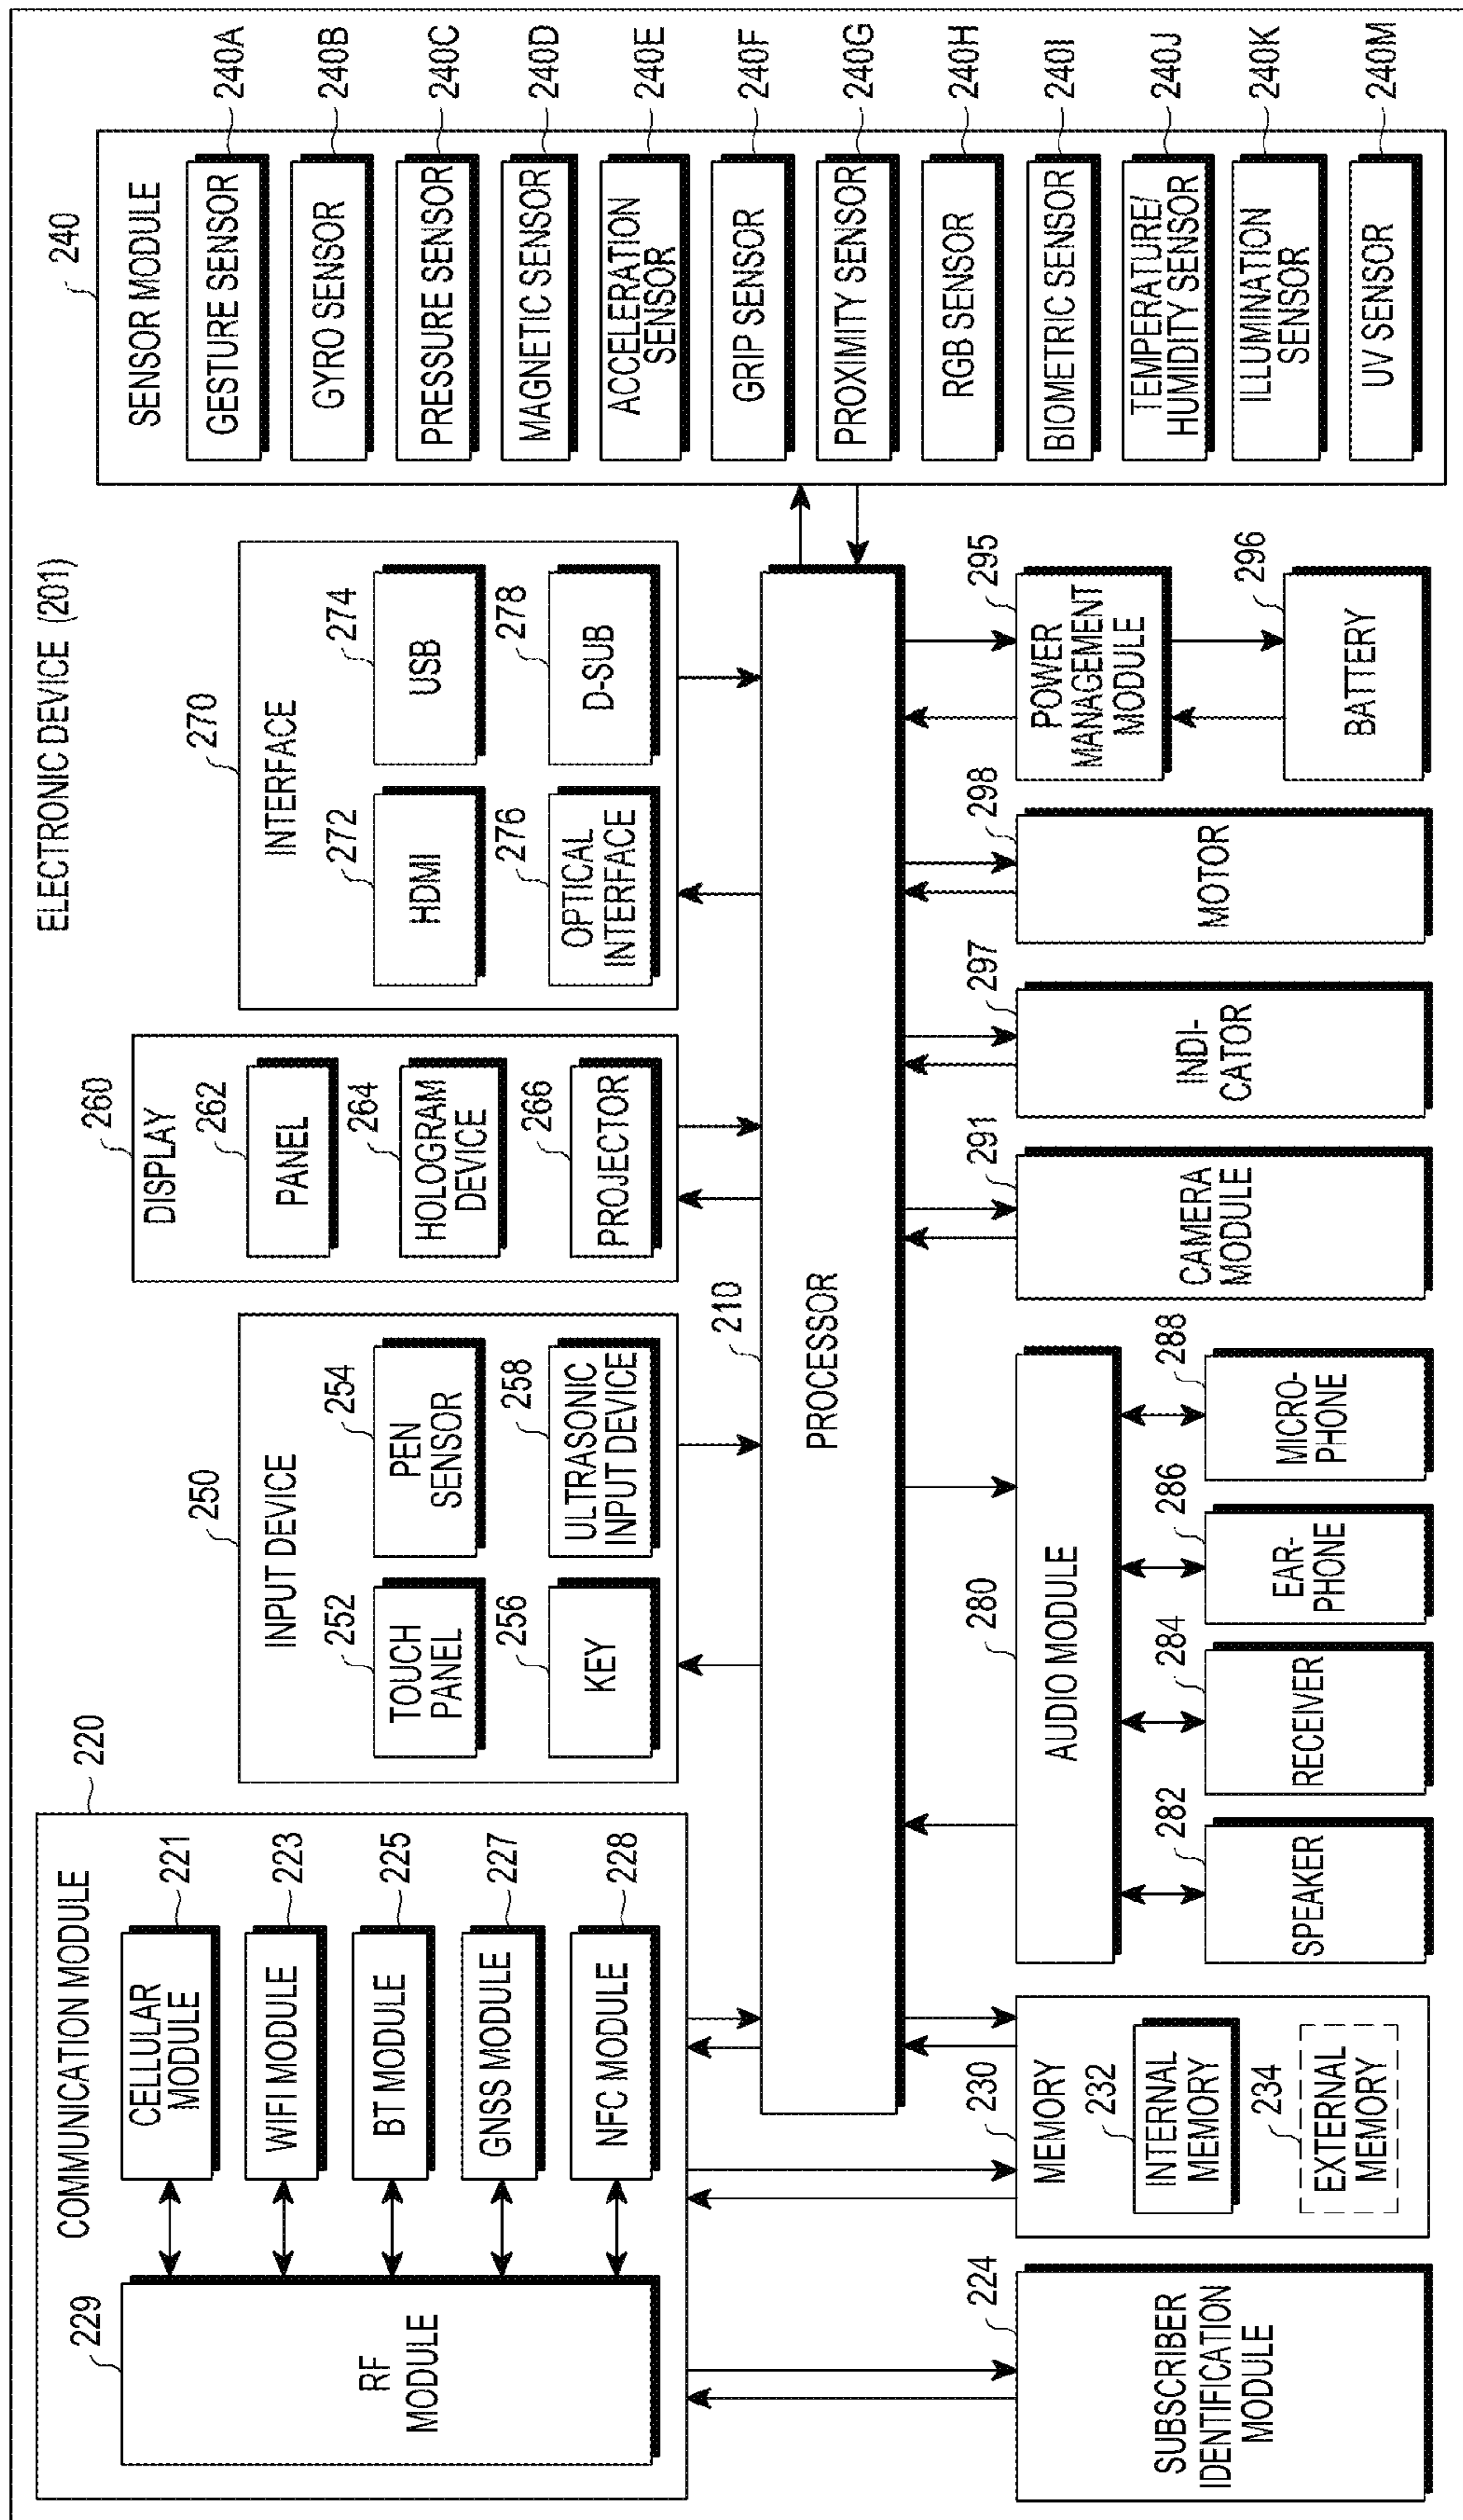 ELECTRONIC DEVICE (201)
COMMUNICATION MODULE
220
229
RF
MODULE
CELLULAR
MODULE
221
WIFI MODULE
223
BT MODULE
225
GNSS MODULE
227
NFC MODULE
228
250
INPUT DEVICE
252
TOUCH
PANEL
254
PEN
SENSOR
256
KEY
258
ULTRASONIC
INPUT DEVICE
260
DISPLAY
262
PANEL
264
HOLOGRAM
DEVICE
266
PROJECTOR
270
INTERFACE
272
HDMI
274
USB
276
OPTICAL
INTERFACE
278
D-SUB
240
SENSOR MODULE
GESTURE SENSOR
240A
GYRO SENSOR
240B
PRESSURE SENSOR
240C
MAGNETIC SENSOR
240D
ACCELERATION
SENSOR
240E
GRIP SENSOR
240F
PROXIMITY SENSOR
240G
RGB SENSOR
240H
BIOMETRIC SENSOR
240I
TEMPERATURE/
HUMIDITY SENSOR
240J
ILLUMINATION
SENSOR
240K
UV SENSOR
240M
210
PROCESSOR
224
SUBSCRIBER
IDENTIFICATION
MODULE
230
MEMORY
232
INTERNAL
MEMORY
234
EXTERNAL
MEMORY
280
AUDIO MODULE
282
SPEAKER
284
RECEIVER
286
EAR-
PHONE
288
MICRO-
PHONE
291
CAMERA
MODULE
297
INDI-
CATOR
298
MOTOR
295
POWER
MANAGEMENT
MODULE
296
BATTERY